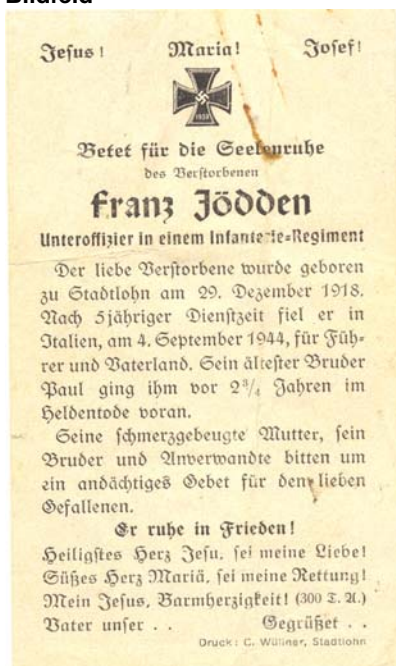 Bildfeld
Jesus! Maria! Josef!
1939
Betet für die Seelenruhe
des Verstorbenen
Franz Jödden
Unteroffizier in einem Infanterie=Regiment
Der liebe Verstorbene wurde geboren
zu Stadtlohn am 29. Dezember 1918.
Nach 5jähriger Dienstzeit fiel er in
Italien, am 4. September 1944, für Füh-
rer und Vaterland. Sein ältester Bruder
Paul ging ihm vor 2¾ Jahren im
Heldentode voran.
Seine schmerzgebeugte Mutter, sein
Bruder und Anverwandte bitten um
ein andächtiges Gebet für den lieben
Gefallenen.
Er ruhe in Frieden!
Heiligstes Herz Jesu, sei meine Liebe!
Süßes Herz Mariä, sei meine Rettung!
Mein Jesus, Barmherzigkeit! (300 T. A.)
Vater unser . . Gegrüßet . .
Druck: C. Wüllner, Stadtlohn